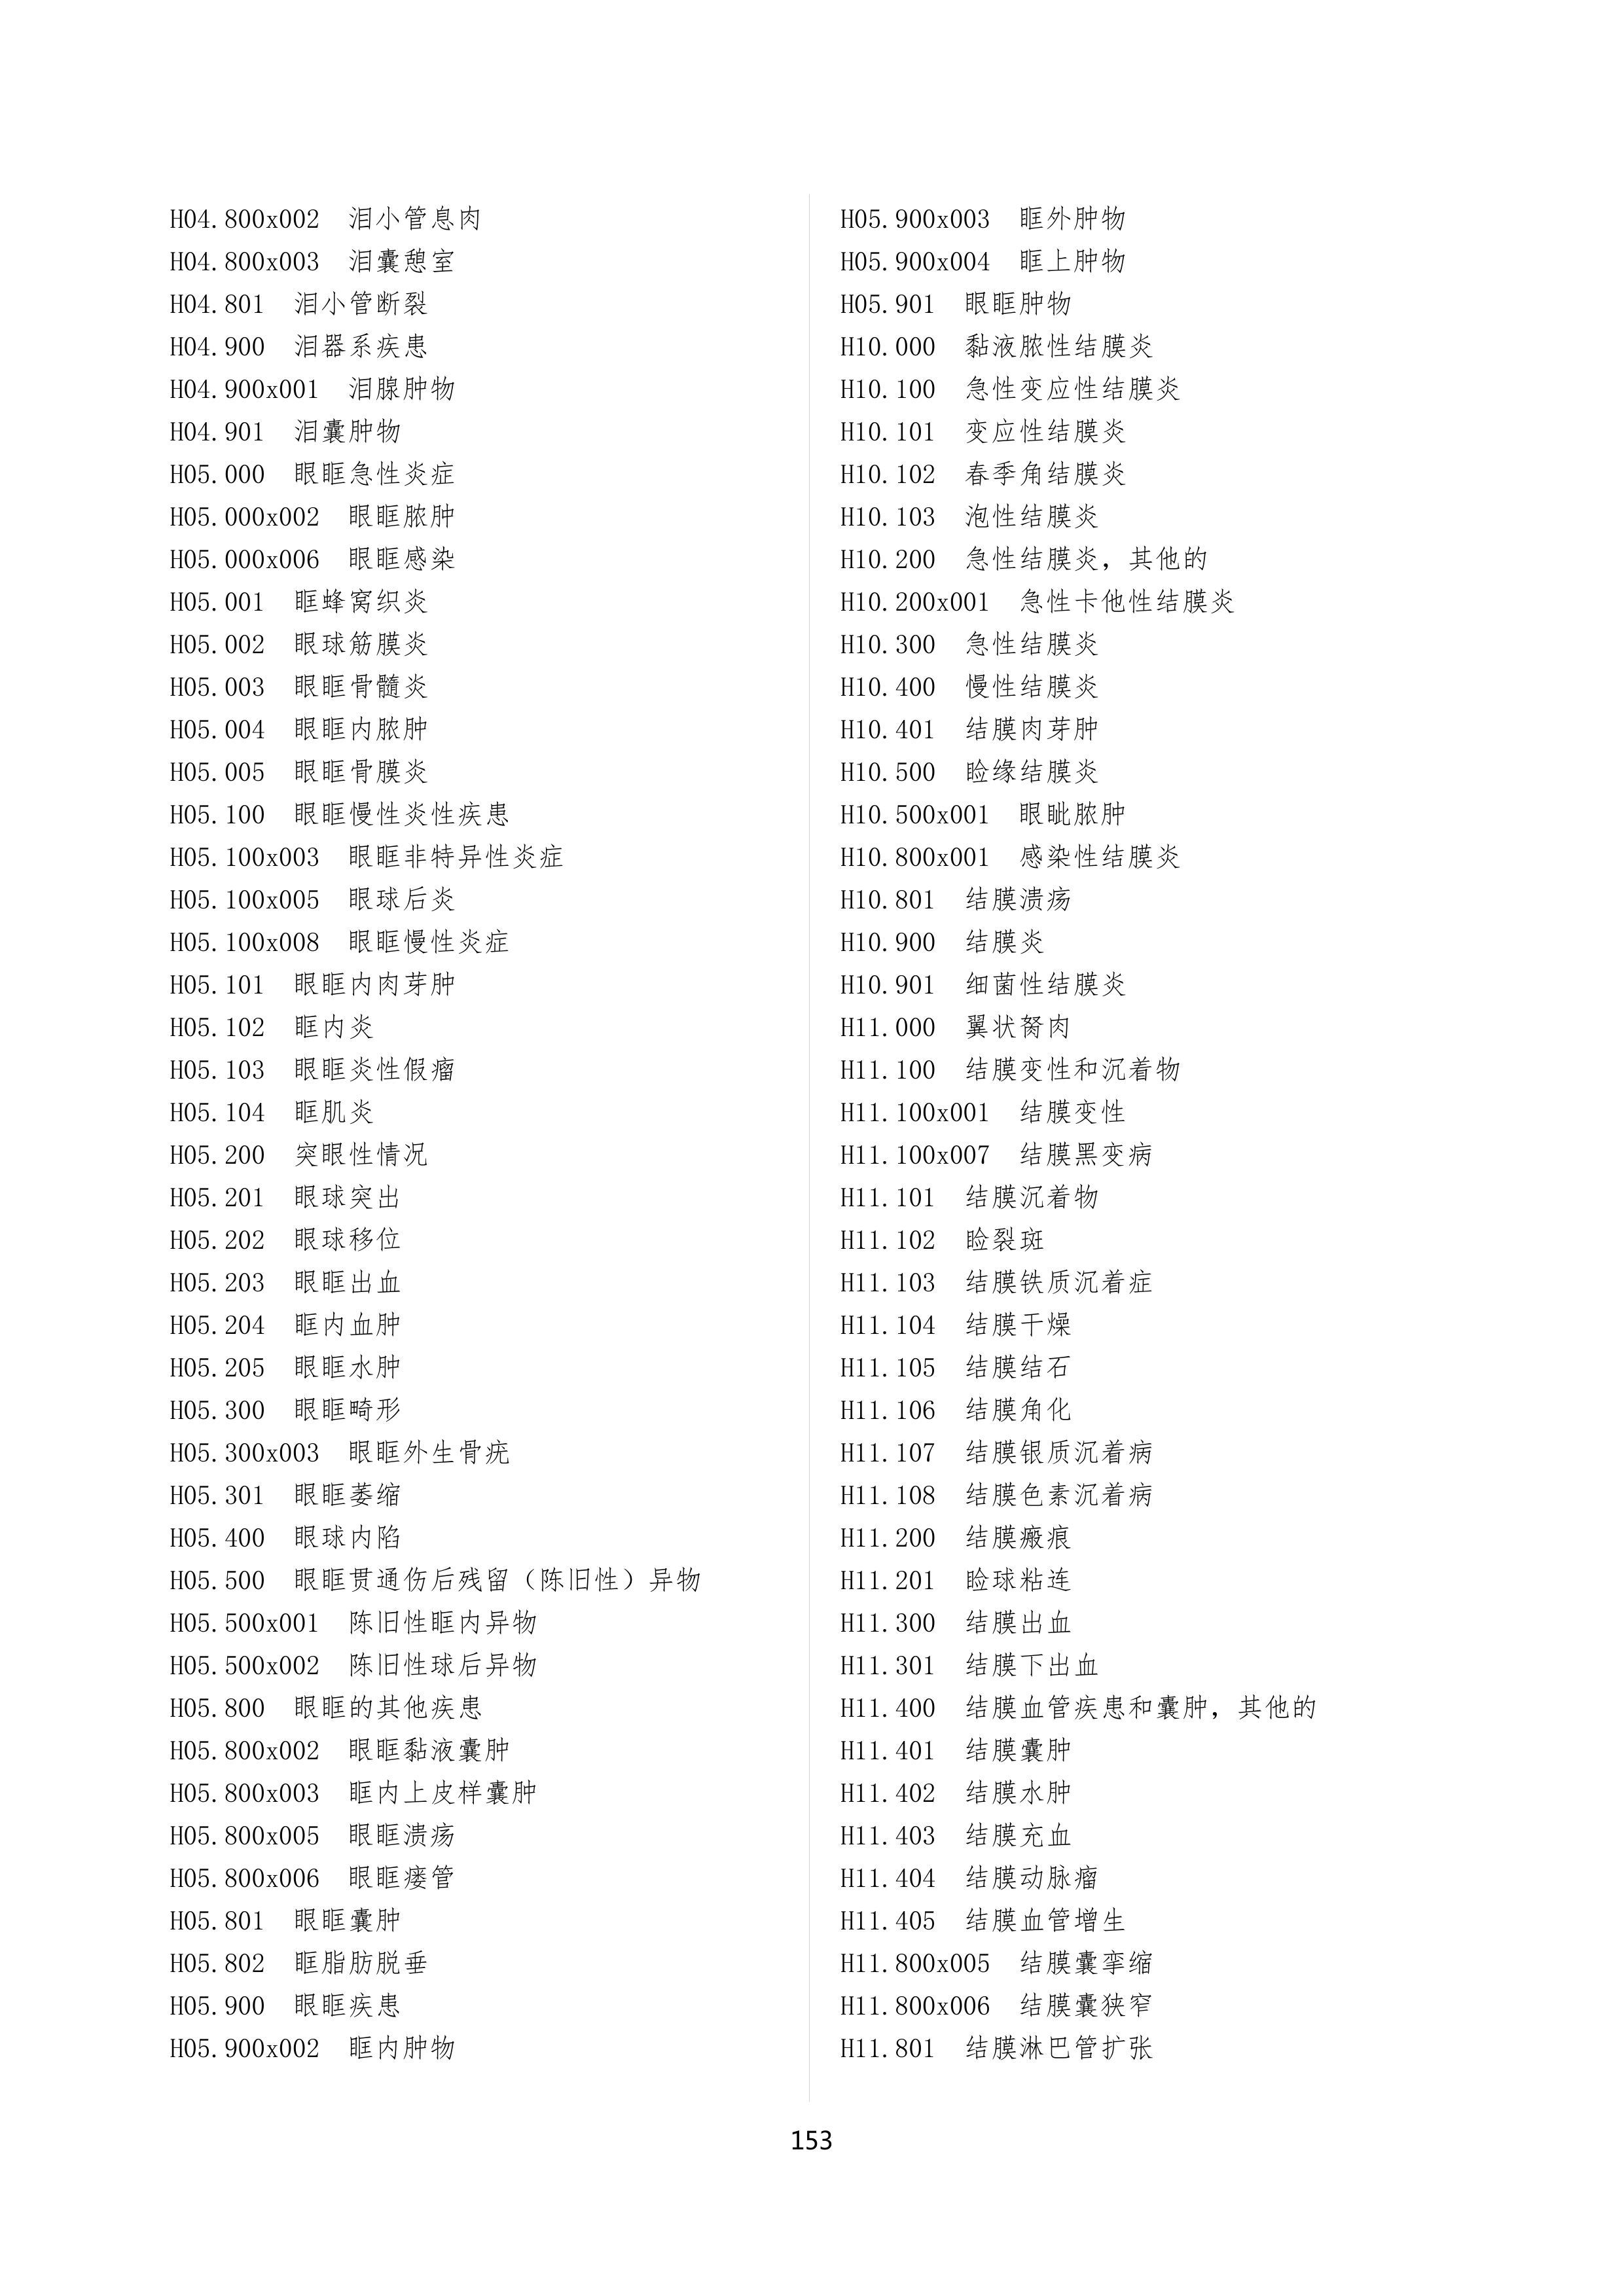 H04.800x002 泪小管息肉
H04.800x003 泪囊憩室
H04.801 泪小管断裂
H04.900 泪器系疾患
H04.900x001 泪腺肿物
H04.901 泪囊肿物
H05.000 眼眶急性炎症
H05.000x002 眼眶脓肿
H05.000x006 眼眶感染
H05.001 眶蜂窝织炎
H05.002 眼球筋膜炎
H05.003 眼眶骨髓炎
H05.004 眼眶内脓肿
H05.005 眼眶骨膜炎
H05.100 眼眶慢性炎性疾患
H05.100x003 眼眶非特异性炎症
H05.100x005 眼球后炎
H05.100x008 眼眶慢性炎症
H05.101 眼眶内肉芽肿
H05.102 眶内炎
H05.103 眼眶炎性假瘤
H05.104 眶肌炎
H05.200 突眼性情况
H05.201 眼球突出
H05.202 眼球移位
H05.203 眼眶出血
H05.204 眶内血肿
H05.205 眼眶水肿
H05.300 眼眶畸形
H05.300x003 眼眶外生骨疣
H05.301 眼眶萎缩
H05.400 眼球内陷
H05.500 眼眶贯通伤后残留（陈旧性）异物
H05.500x001 陈旧性眶内异物
H05.500x002 陈旧性球后异物
H05.800 眼眶的其他疾患
H05.800x002 眼眶黏液囊肿
H05.800x003 眶内上皮样囊肿
H05.800x005 眼眶溃疡
H05.800x006 眼眶瘘管
H05.801 眼眶囊肿
H05.802 眶脂肪脱垂
H05.900 眼眶疾患
H05.900x002 眶内肿物
H05.900x003 眶外肿物
H05.900x004 眶上肿物
H05.901 眼眶肿物
H10.000 黏液脓性结膜炎
H10.100 急性变应性结膜炎
H10.101 变应性结膜炎
H10.102 春季角结膜炎
H10.103 泡性结膜炎
H10.200 急性结膜炎，其他的
H10.200x001 急性卡他性结膜炎
H10.300 急性结膜炎
H10.400 慢性结膜炎
H10.401 结膜肉芽肿
H10.500 睑缘结膜炎
H10.500x001 眼眦脓肿
H10.800x001 感染性结膜炎
H10.801 结膜溃疡
H10.900 结膜炎
H10.901 细菌性结膜炎
H11.000 翼状胬肉
H11.100 结膜变性和沉着物
H11.100x001 结膜变性
H11.100x007 结膜黑变病
H11.101 结膜沉着物
H11.102 睑裂斑
H11.103 结膜铁质沉着症
H11.104 结膜干燥
H11.105 结膜结石
H11.106 结膜角化
H11.107 结膜银质沉着病
H11.108 结膜色素沉着病
H11.200 结膜瘢痕
H11.201 睑球粘连
H11.300 结膜出血
H11.301 结膜下出血
H11.400 结膜血管疾患和囊肿，其他的
H11.401 结膜囊肿
H11.402 结膜水肿
H11.403 结膜充血
H11.404 结膜动脉瘤
H11.405 结膜血管增生
H11.800x005 结膜囊挛缩
H11.800x006 结膜囊狭窄
H11.801 结膜淋巴管扩张
153